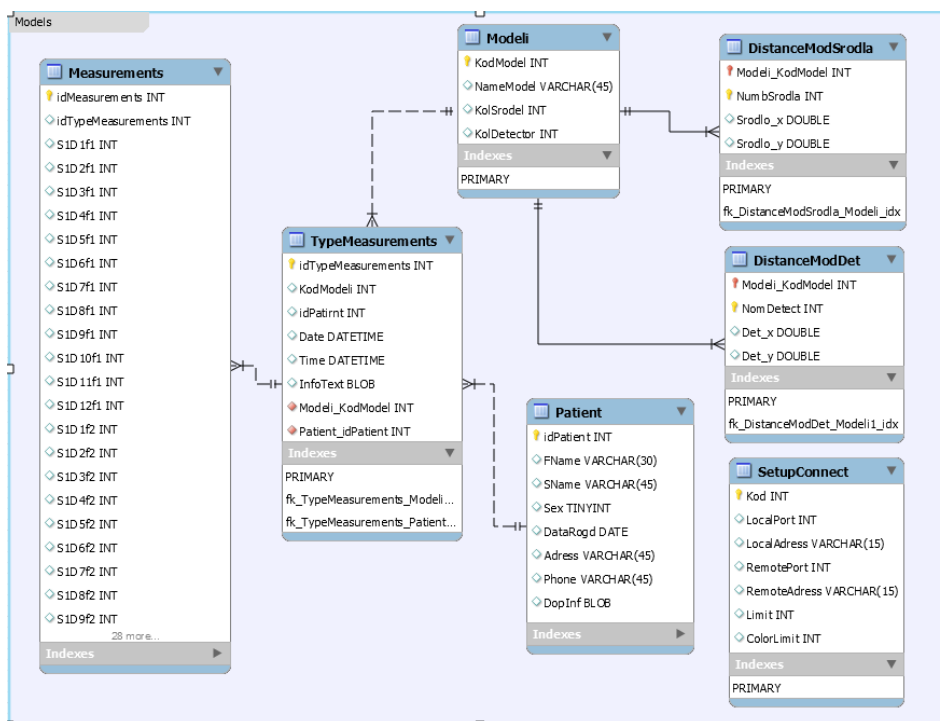 Models
Measurements
idMeasurements INT
idTypeMeasurements INT
S1D1f1 INT
S1D2f1 INT
S1D3f1 INT
S1D4f1 INT
S1D5f1 INT
S1D6f1 INT
S1D7f1 INT
S1D8f1 INT
S1D9f1 INT
S1D10f1 INT
S1D11f1 INT
S1D12f1 INT
S1D1f2 INT
S1D2f2 INT
S1D3f2 INT
S1D4f2 INT
S1D5f2 INT
S1D6f2 INT
S1D7f2 INT
S1D8f2 INT
S1D9f2 INT
28 more...
Indexes
TypeMeasurements
idTypeMeasurements INT
KodModeli INT
idPatirnt INT
Date DATETIME
Time DATETIME
InfoText BLOB
Modeli_KodModel INT
Patient_idPatient INT
Indexes
PRIMARY
fk_TypeMeasurements_Modeli...
fk_TypeMeasurements_Patient...
Modeli
KodModel INT
NameModel VARCHAR(45)
KolSrodel INT
KolDetector INT
Indexes
PRIMARY
Patient
idPatient INT
FName VARCHAR(30)
SName VARCHAR(45)
Sex TINYINT
DataRogd DATE
Adress VARCHAR(45)
Phone VARCHAR(45)
DopInf BLOB
Indexes
DistanceModSrodla
Modeli_KodModel INT
NumbSrodla INT
Srodlo_x DOUBLE
Srodlo_y DOUBLE
Indexes
PRIMARY
fk_DistanceModSrodla_Modeli_idx
DistanceModDet
Modeli_KodModel INT
NomDetect INT
Det_x DOUBLE
Det_y DOUBLE
Indexes
PRIMARY
fk_DistanceModDet_Modeli1_idx
SetupConnect
Kod INT
LocalPort INT
LocalAdress VARCHAR(15)
RemotePort INT
RemoteAdress VARCHAR(15)
Limit INT
ColorLimit INT
Indexes
PRIMARY